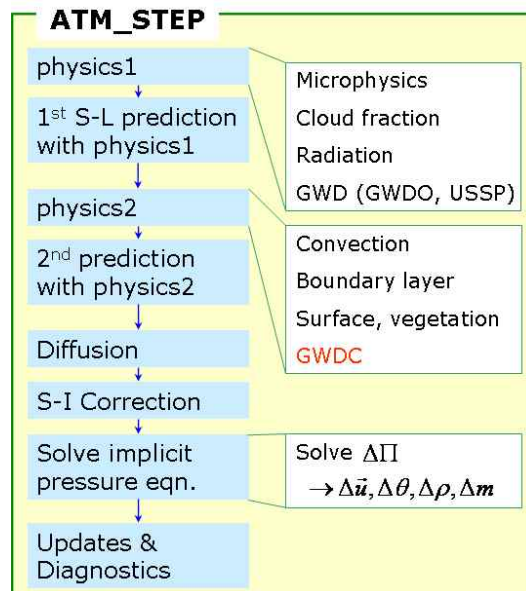 ATM_STEP
physics1
1st S-L prediction
with physics1
physics2
2nd prediction
with physics2
Diffusion
S-I Correction
Solve implicit
pressure eqn.
Updates &
Diagnostics
Microphysics
Cloud fraction
Radiation
GWD (GWDO, USSP)
Convection
Boundary layer
Surface, vegetation
GWDC
Solve ΔΠ
→ Δu⃗, Δθ, Δρ, Δm